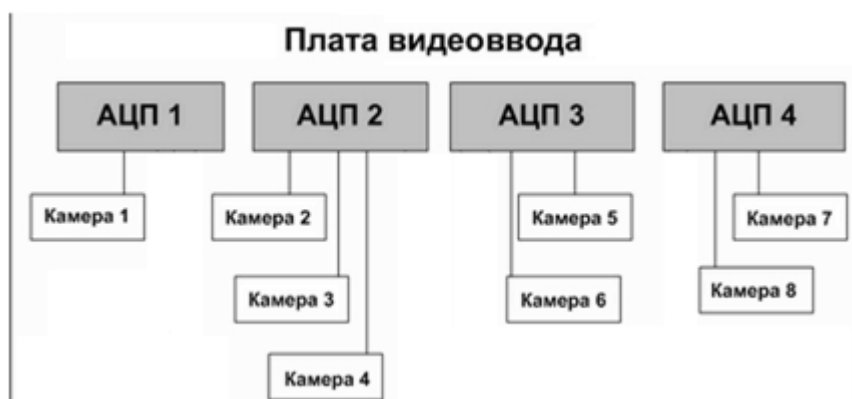 Плата видеоввода
АЦП 1
АЦП 2
АЦП 3
АЦП 4
Камера 1
Камера 2
Камера 5
Камера 7
Камера 3
Камера 6
Камера 8
Камера 4